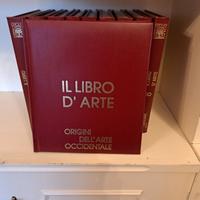 IL LIBRO
D'ARTE
ORIGINI
DELL'ARTE
OCCIDENTALE